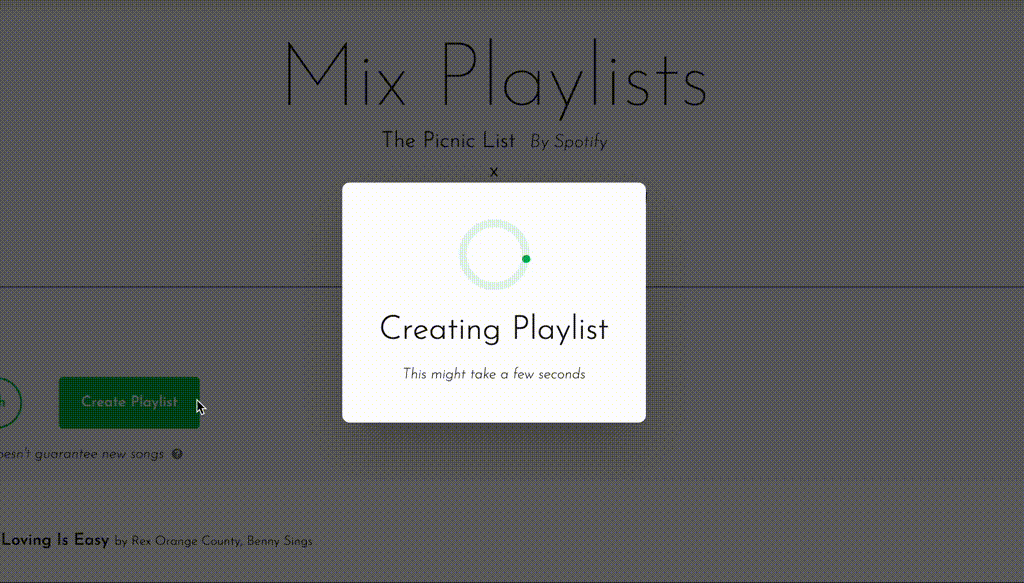 Mix Playlists
The Picnic List By Spotify
x
Creating Playlist
This might take a few seconds
Create Playlist
guarantee new songs ?
Loving Is Easy by Rex Orange County, Benny Sings